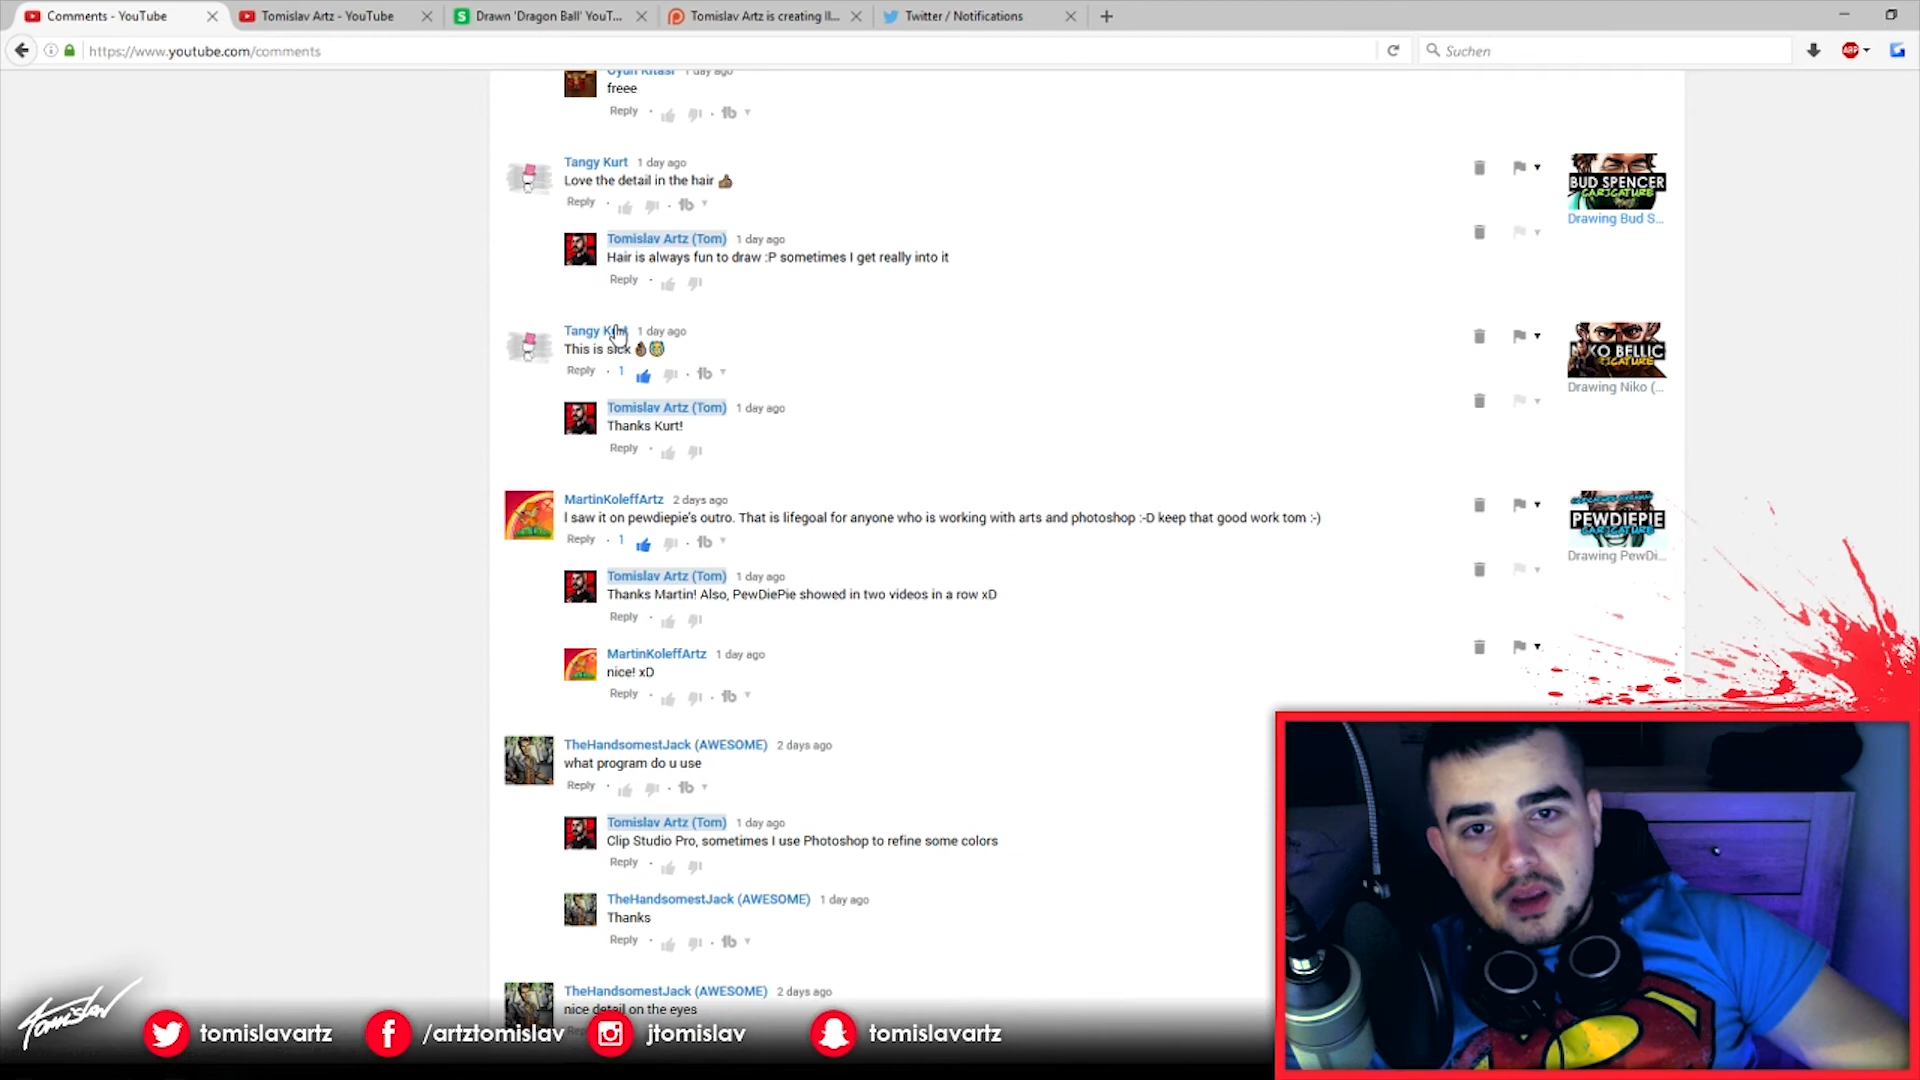 Comments - YouTube
Tomislav Artz - YouTube
Drawn 'Dragon Ball' YouT...
Tomislav Artz is creating Il...
Twitter / Notifications
https://www.youtube.com/comments
Suchen
Oyun Kitasi 1 day ago
freee
Reply
Tangy Kurt 1 day ago
Love the detail in the hair
Reply
BUD SPENCER
CARICATURE
Drawing Bud S...
Tomislav Artz (Tom) 1 day ago
Hair is always fun to draw :P sometimes I get really into it
Reply
Tangy Kurt 1 day ago
This is sick
Reply · 1
KO BELLIC
Drawing Niko (...
Tomislav Artz (Tom) 1 day ago
Thanks Kurt!
Reply
MartinKoleffArtz 2 days ago
I saw it on pewdiepie's outro. That is lifegoal for anyone who is working with arts and photoshop :-D keep that good work tom :-)
Reply · 1
PEWDIEPIE
CARICATURE
Drawing PewDi...
Tomislav Artz (Tom) 1 day ago
Thanks Martin! Also, PewDiePie showed in two videos in a row xD
Reply
MartinKoleffArtz 1 day ago
nice! xD
Reply
TheHandsomestJack (AWESOME) 2 days ago
what program do u use
Reply
Tomislav Artz (Tom) 1 day ago
Clip Studio Pro, sometimes I use Photoshop to refine some colors
Reply
TheHandsomestJack (AWESOME) 1 day ago
Thanks
Reply
TheHandsomestJack (AWESOME) 2 days ago
nice detail on the eyes
Tomislav
tomislavartz
/artztomislav
jtomislav
tomislavartz